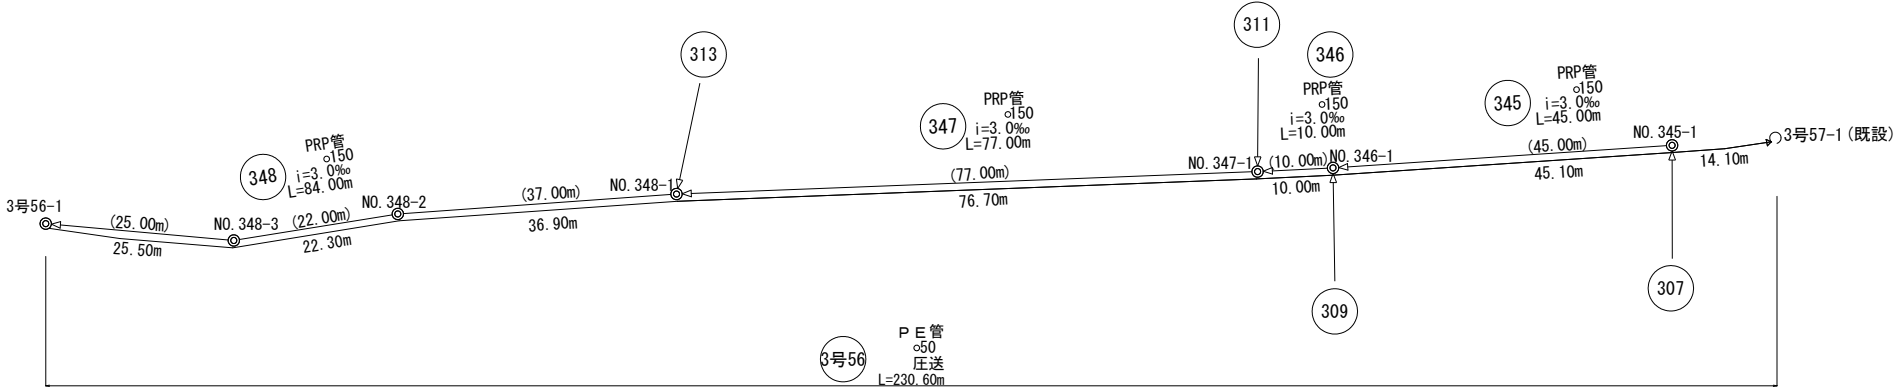 311
313
346
PRP管
○150
i=3.0‰
L=10.00m
345
PRP管
○150
i=3.0‰
L=45.00m
347
PRP管
○150
i=3.0‰
L=77.00m
348
PRP管
○150
i=3.0‰
L=84.00m
3号57-1(既設)
NO.345-1
(45.00m)
NO.346-1
(10.00m)
NO.347-1
(77.00m)
NO.348-1
(37.00m)
NO.348-2
(22.00m)
NO.348-3
(25.00m)
3号56-1
25.50m
22.30m
36.90m
76.70m
10.00m
45.10m
14.10m
309
307
3号56
PE管
○50
圧送
L=230.60m